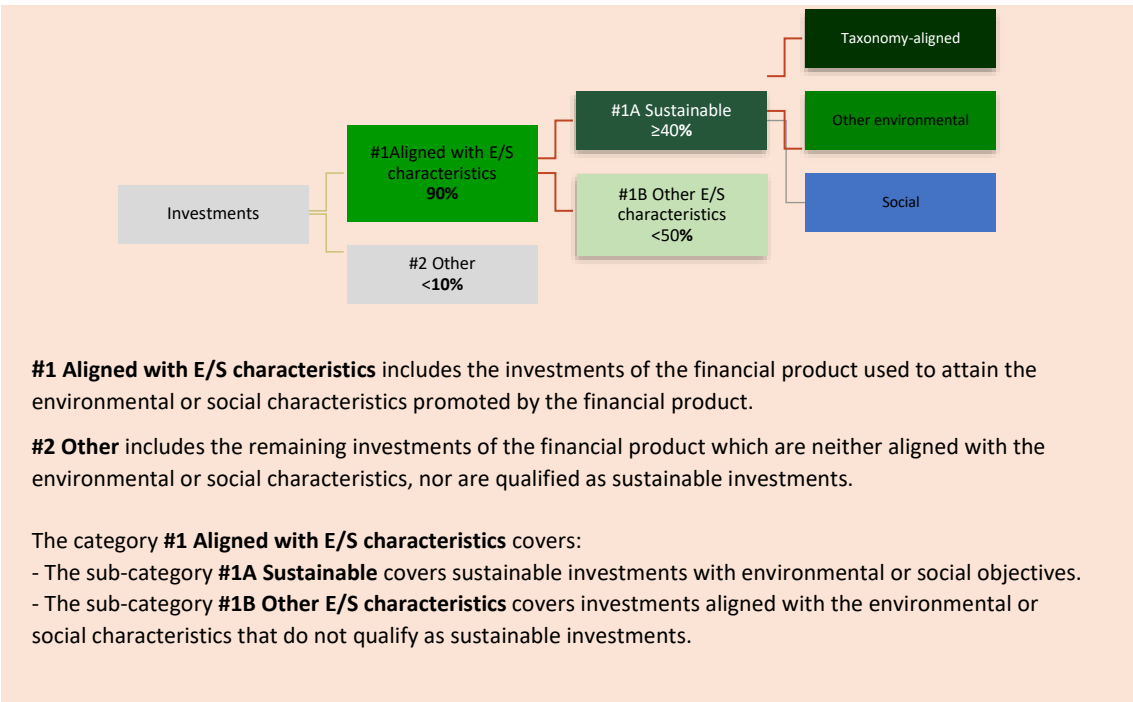 Taxonomy-aligned
#1A Sustainable
≥40%
Other environmental
#1Aligned with E/S
characteristics
90%
#1B Other E/S
characteristics
<50%
Investments
Social
#2 Other
<10%
#1 Aligned with E/S characteristics includes the investments of the financial product used to attain the
environmental or social characteristics promoted by the financial product.
#2 Other includes the remaining investments of the financial product which are neither aligned with the
environmental or social characteristics, nor are qualified as sustainable investments.
The category #1 Aligned with E/S characteristics covers:
- The sub-category #1A Sustainable covers sustainable investments with environmental or social objectives.
- The sub-category #1B Other E/S characteristics covers investments aligned with the environmental or
social characteristics that do not qualify as sustainable investments.